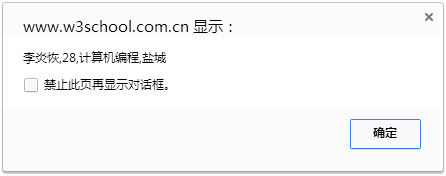 www.w3school.com.cn 显示：
李炎恢,28,计算机编程,盐城
禁止此页再显示对话框。
确定